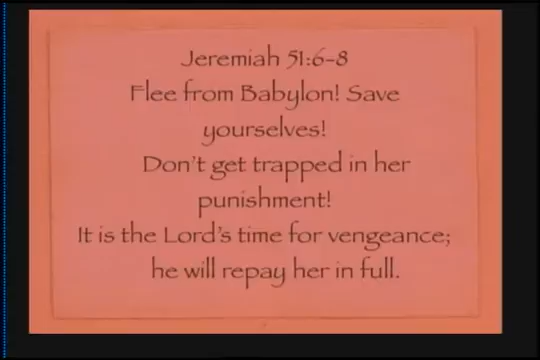 Jeremiah 51:6-8
Flee from Babylon! Save
yourselves!
Don't get trapped in her
punishment!
It is the Lord's time for vengeance;
he will repay her in full.